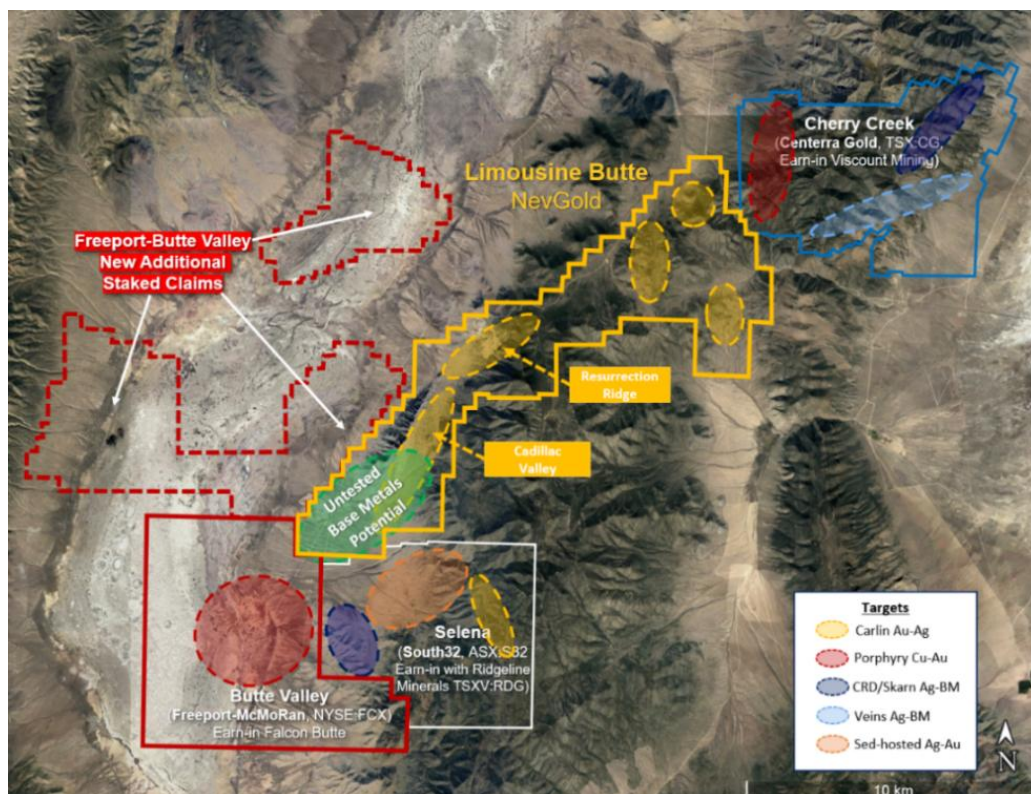 Cherry Creek
(Centerra Gold, TSX:CG,
Earn-in Viscount Mining)
Limousine Butte
NevGold
Freeport-Butte Valley
New Additional
Staked Claims
Resurrection
Ridge
Cadillac
Valley
Untested
Base Metals
Potential
Selena
(South32, ASX:S32
Earn-in with Ridgeline
Minerals TSXV:RDG)
Butte Valley
(Freeport-McMoRan, NYSE:FCX)
Earn-in Falcon Butte
Targets
Carlin Au-Ag
Porphyry Cu-Au
CRD/Skarn Ag-BM
Veins Ag-BM
Sed-hosted Ag-Au
N
10 km